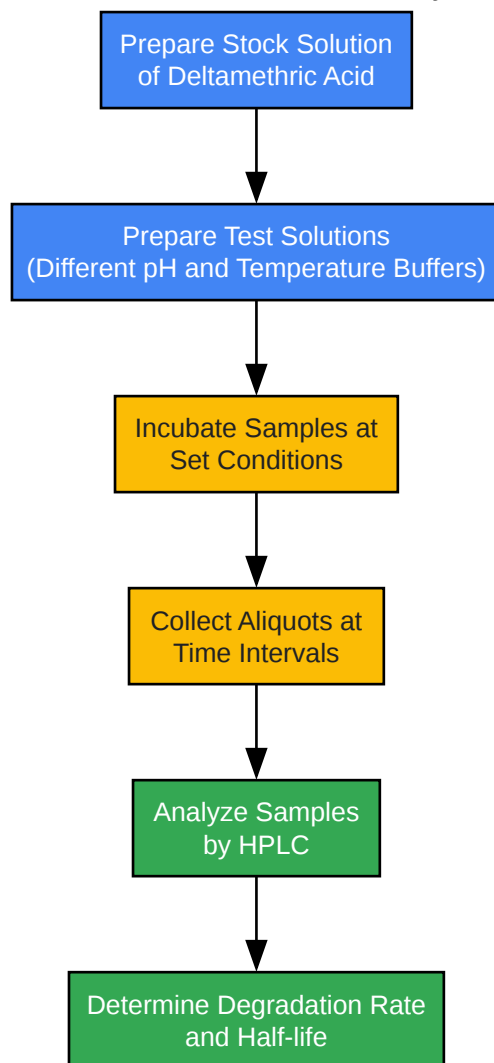 Prepare Stock Solution
of Deltamethric Acid
Prepare Test Solutions
(Different pH and Temperature Buffers)
Incubate Samples at
Set Conditions
Collect Aliquots at
Time Intervals
Analyze Samples
by HPLC
Determine Degradation Rate
and Half-life